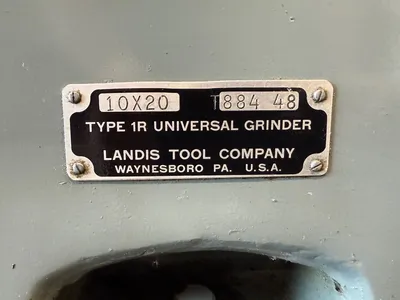 10X20 T884 48
TYPE 1R UNIVERSAL GRINDER
LANDIS TOOL COMPANY
WAYNESBORO PA. U.S.A.